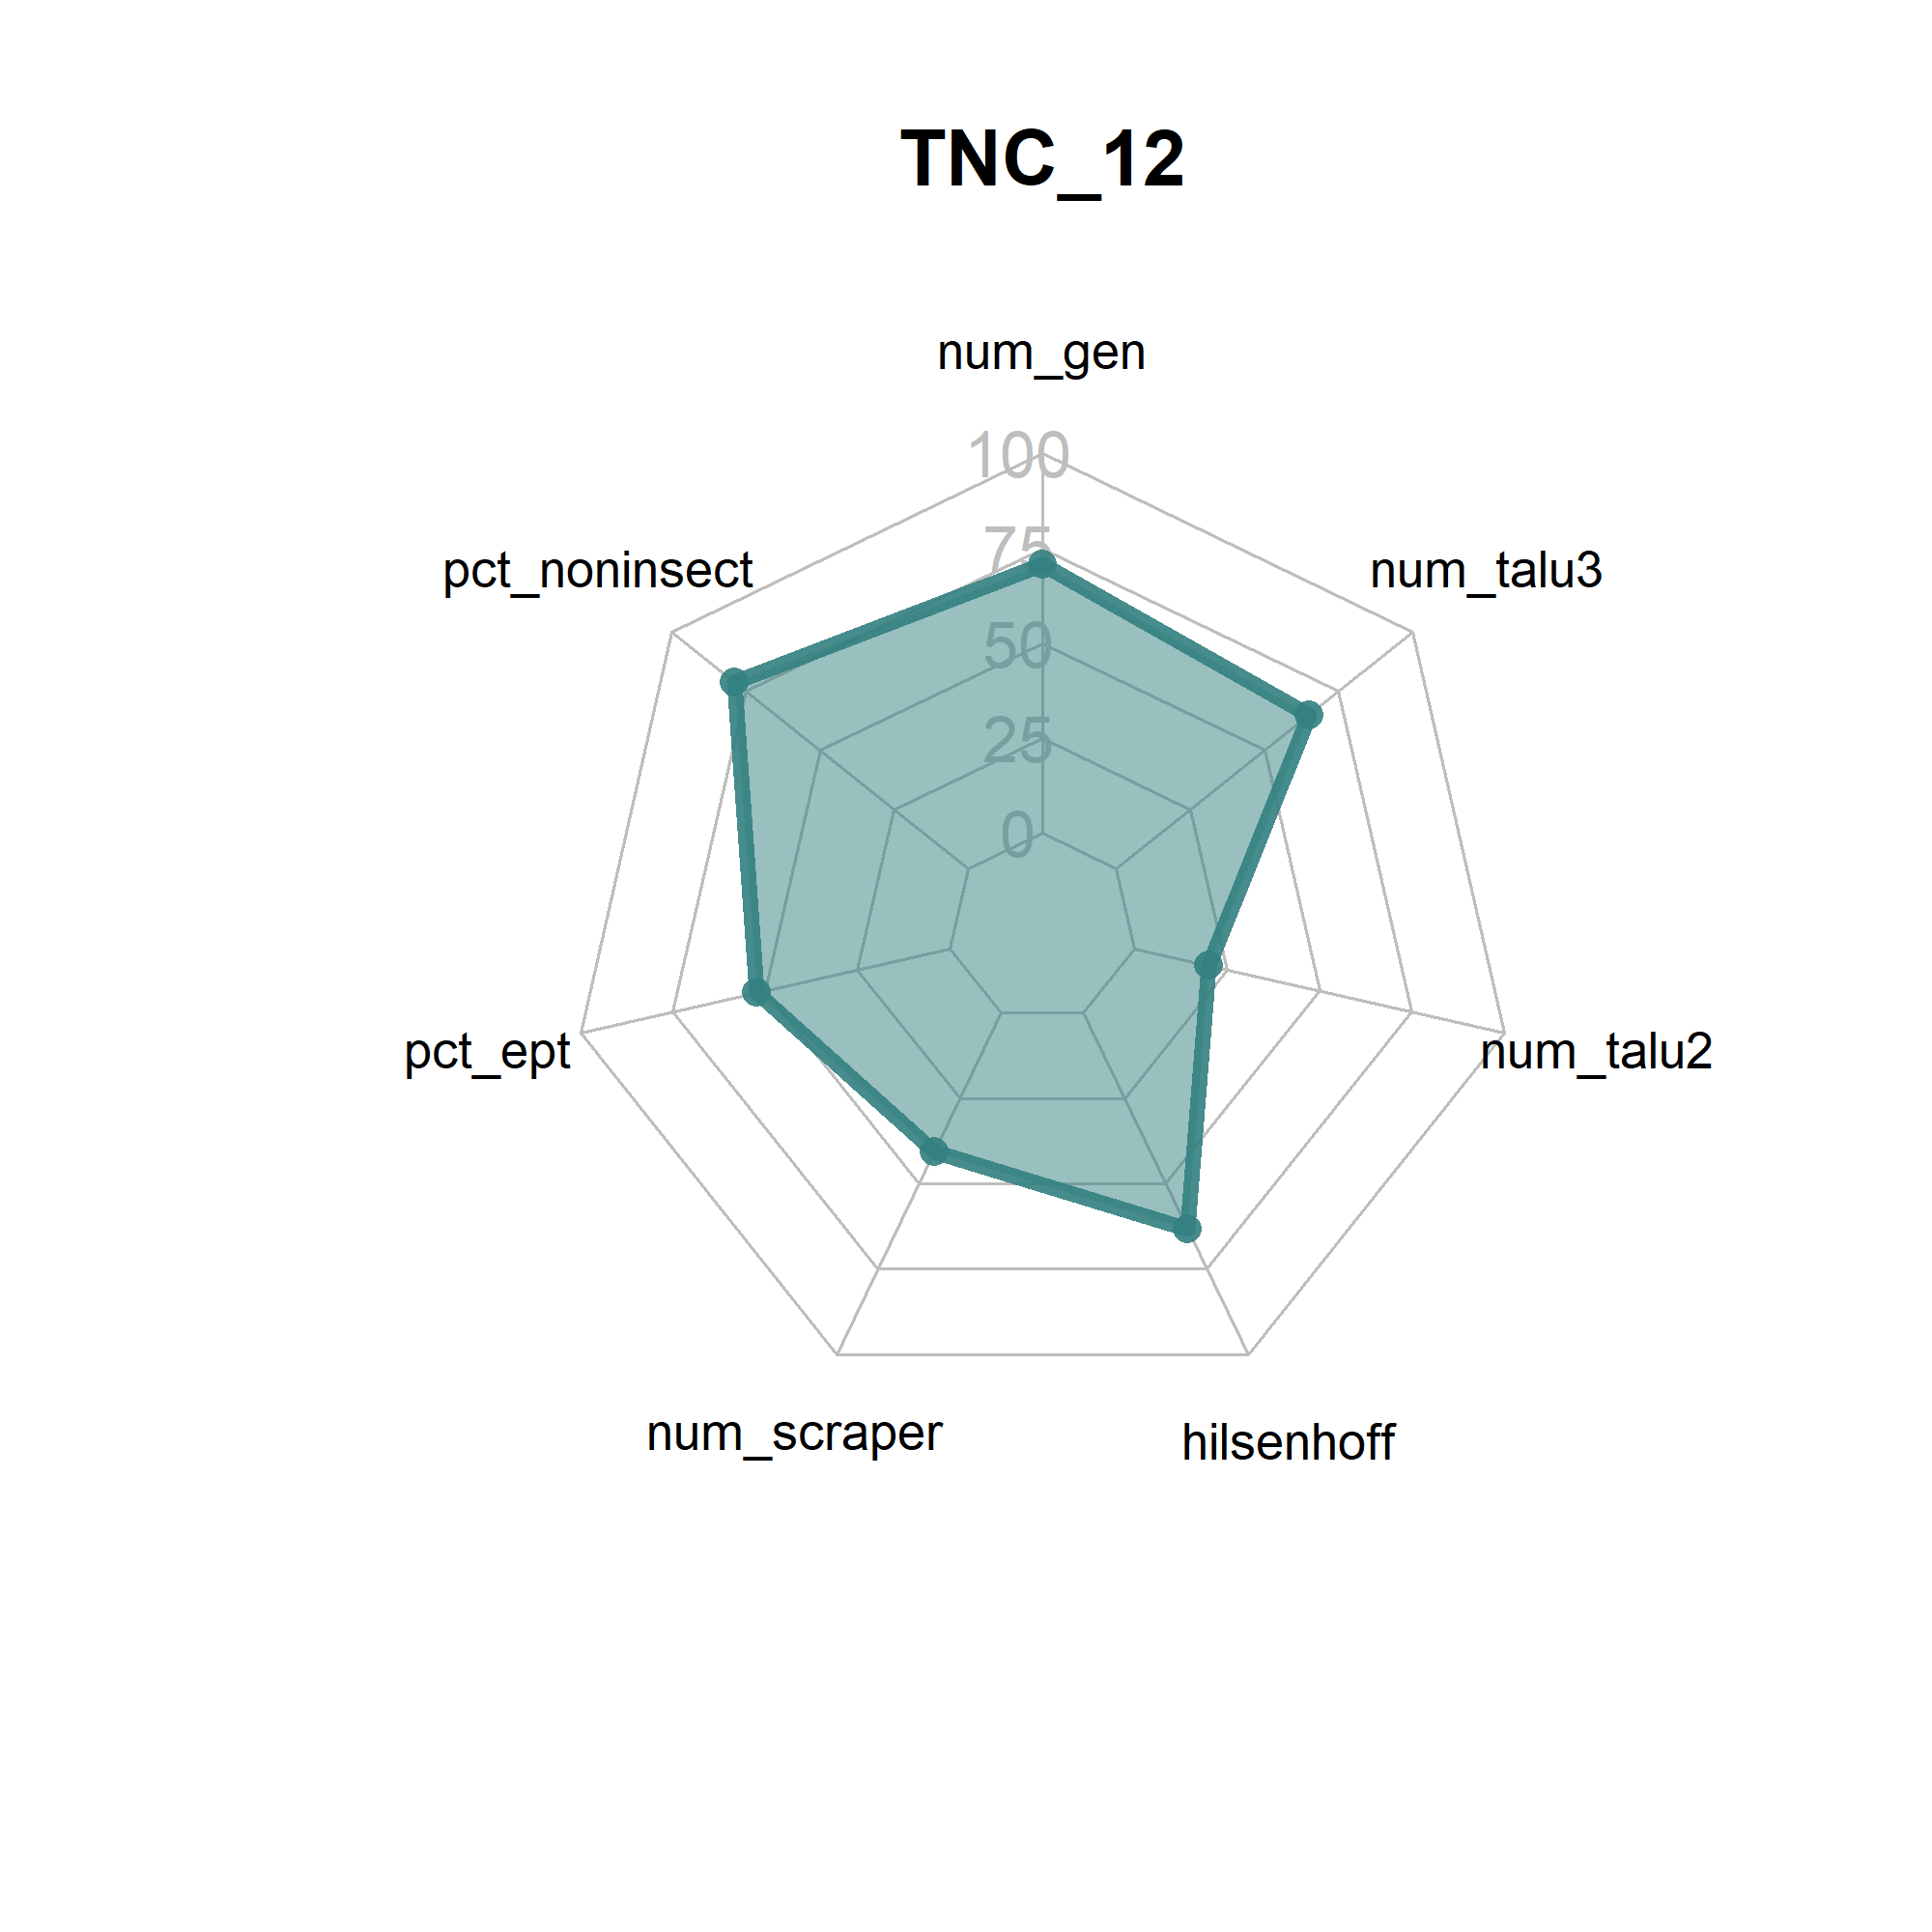 TNC_12
num_gen
100
75
pct_noninsect
num_talu3
50
25
0
pct_ept
num_talu2
num_scraper
hilsenhoff